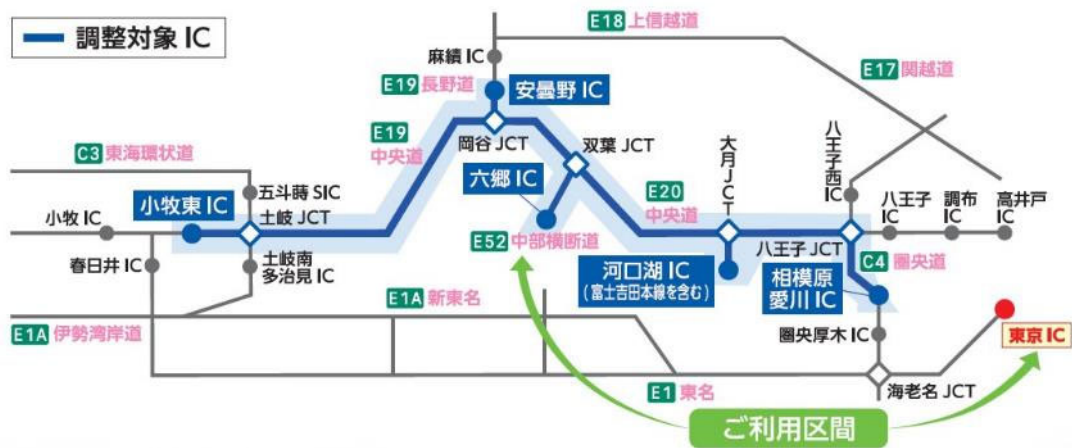 調整対象 IC
E18 上信越道
麻績 IC
E17 関越道
E19 長野道
安曇野 IC
E19
中央道
岡谷 JCT
双葉 JCT
大月JCT
八王子西IC
C3 東海環状道
五斗蒔 SIC
六郷 IC
E20
中央道
小牧 IC
小牧東 IC
土岐 JCT
八王子
IC
調布
IC
高井戸
IC
E52 中部横断道
八王子 JCT
春日井 IC
土岐南
多治見 IC
河口湖 IC
(富士吉田本線を含む)
C4 圏央道
相模原
愛川 IC
E1A 新東名
E1A 伊勢湾岸道
圏央厚木 IC
東京 IC
E1 東名
海老名 JCT
ご利用区間